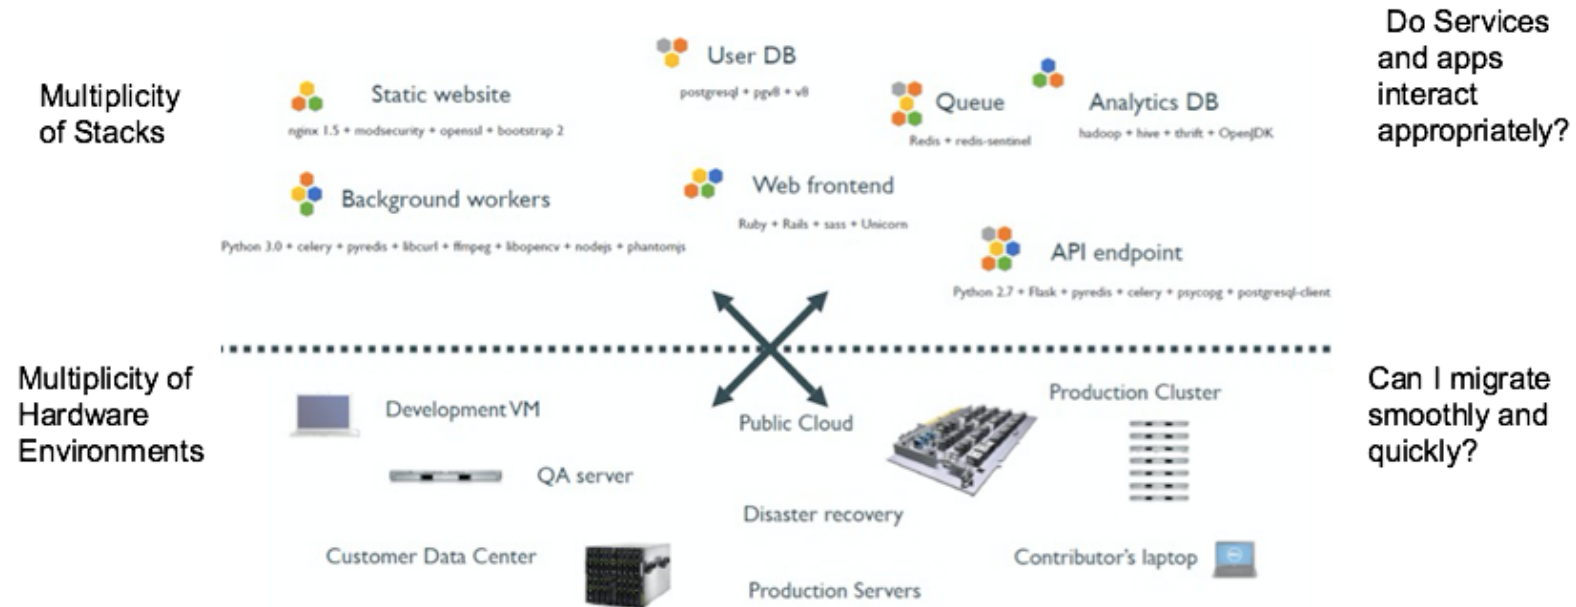 Multiplicity
of Stacks
Static website
nginx 1.5 + modsecurity + openssl + bootstrap 2
User DB
postgresql + pgv8 + v8
Queue
Redis + redis-sentinel
Analytics DB
hadoop + hive + thrift + OpenJDK
Do Services
and apps
interact
appropriately?
Background workers
Python 3.0 + celery + pyredis + libcurl + ffmpeg + libopencv + nodejs + phantomjs
Web frontend
Ruby + Rails + sass + Unicorn
API endpoint
Python 2.7 + Flask + pyredis + celery + psycopg + postgresql-client
Multiplicity of
Hardware
Environments
Development VM
QA server
Customer Data Center
Public Cloud
Disaster recovery
Production Servers
Production Cluster
Contributor's laptop
Can I migrate
smoothly and
quickly?